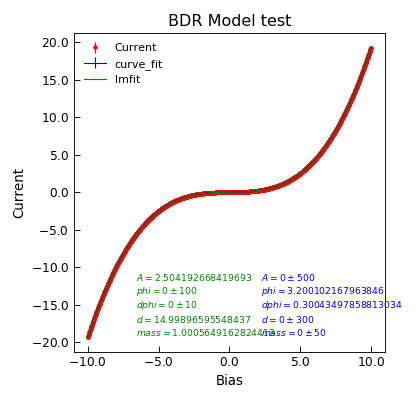 BDR Model test
Current
curve_fit
lmfit
20.0
15.0
10.0
5.0
0.0
−5.0
−10.0
−15.0
−20.0
Current
A = 2.504192668419693
phi = 0 ± 100
dphi = 0 ± 10
d = 14.99896595548437
mass = 1.0005649162824413
A = 0 ± 500
phi = 3.200102167963846
dphi = 0.30043497858813034
d = 0 ± 300
mass = 0 ± 50
−10.0 −5.0 0.0 5.0 10.0
Bias